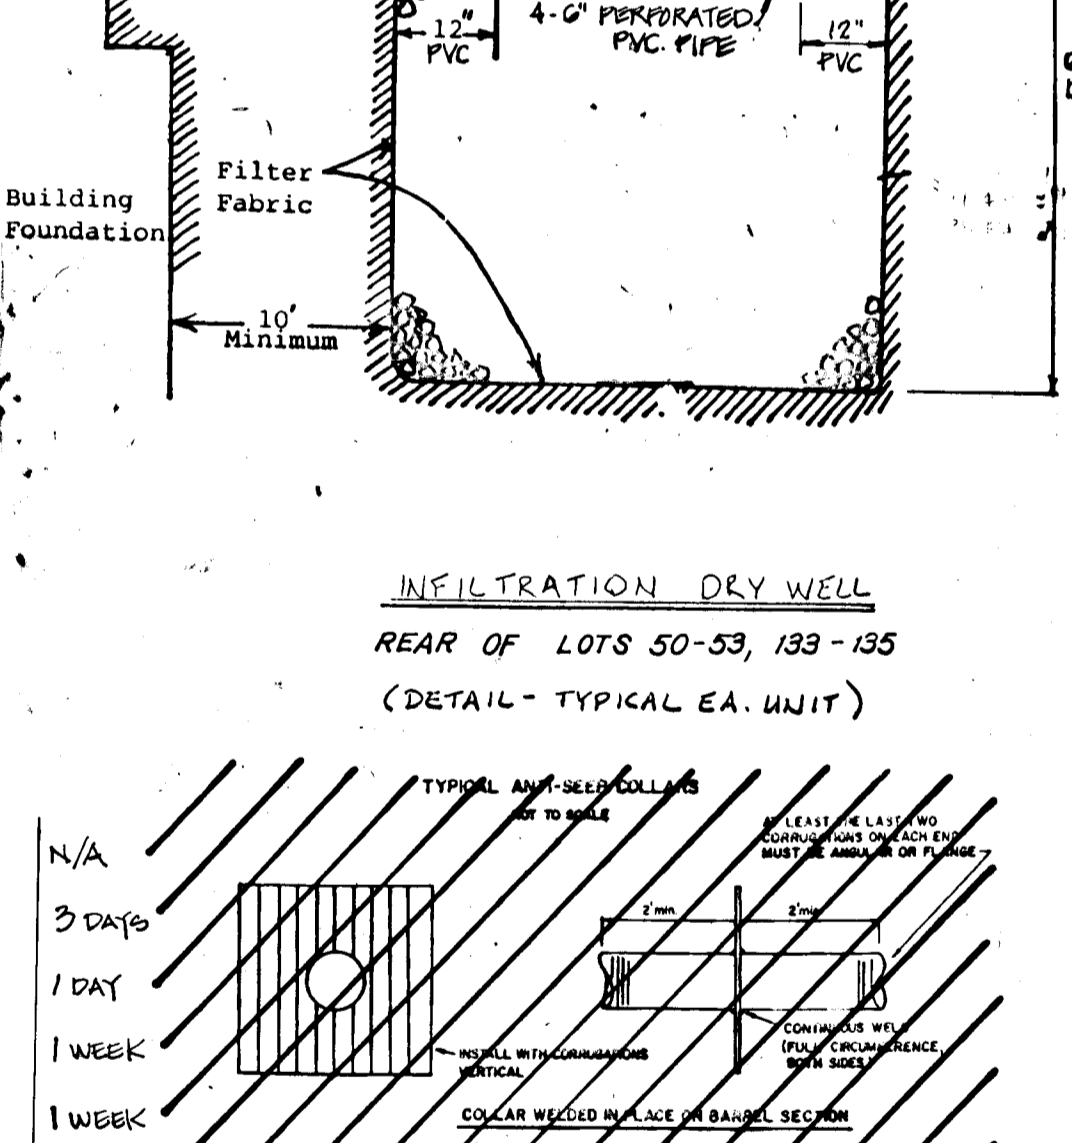 12"
PVC
4-6" PERFORATED
PVC. PIPE
12"
PVC
Filter
Fabric
Building
Foundation
10'
Minimum
INFILTRATION DRY WELL
REAR OF LOTS 50-53, 133-135
(DETAIL- TYPICAL EA. UNIT)
TYPICAL ANTI-SEEP COLLARS
NOT TO SCALE
AT LEAST THE LAST TWO
CORRUGATIONS ON EACH END
MUST BE ANGULAR OR FLANGE
N/A
3 DAYS
1 DAY
1 WEEK
1 WEEK
2'min.
2'min.
INSTALL WITH CORRUGATIONS
VERTICAL
CONTINUOUS WELD
(FULL CIRCUMFERENCE,
BOTH SIDES)
COLLAR WELDED IN PLACE ON BARREL SECTION